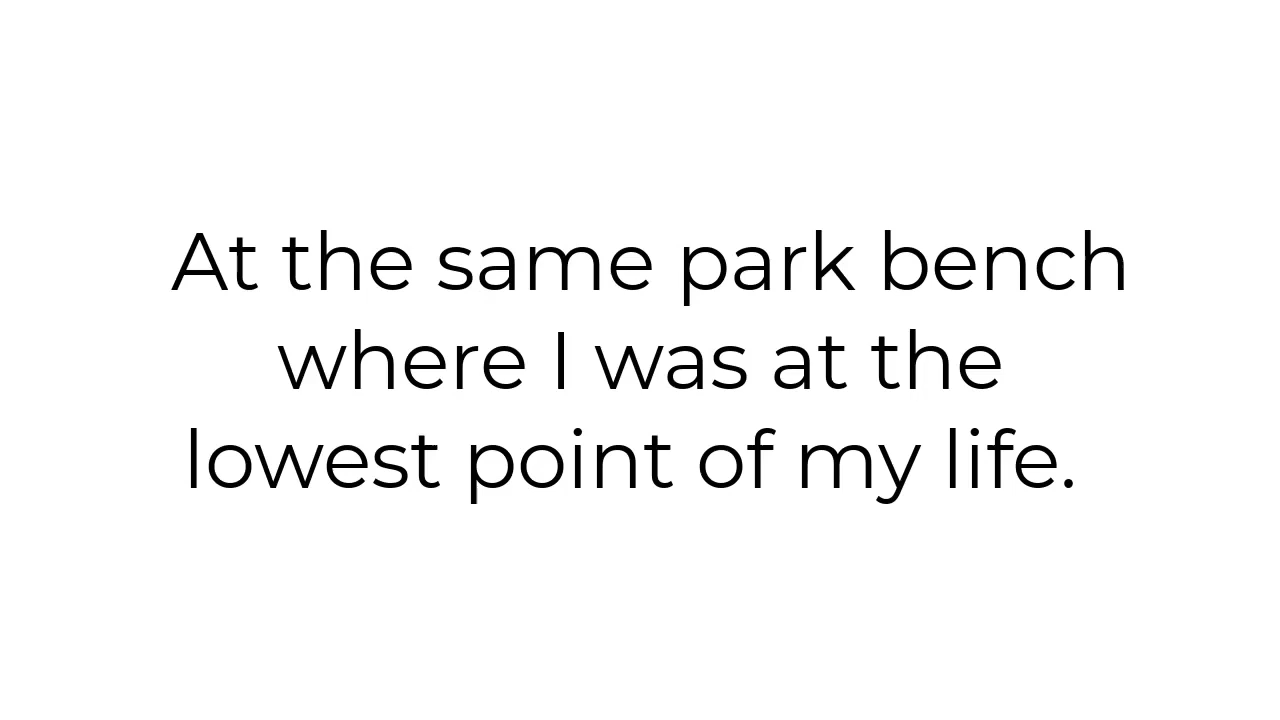 At the same park bench
where I was at the
lowest point of my life.